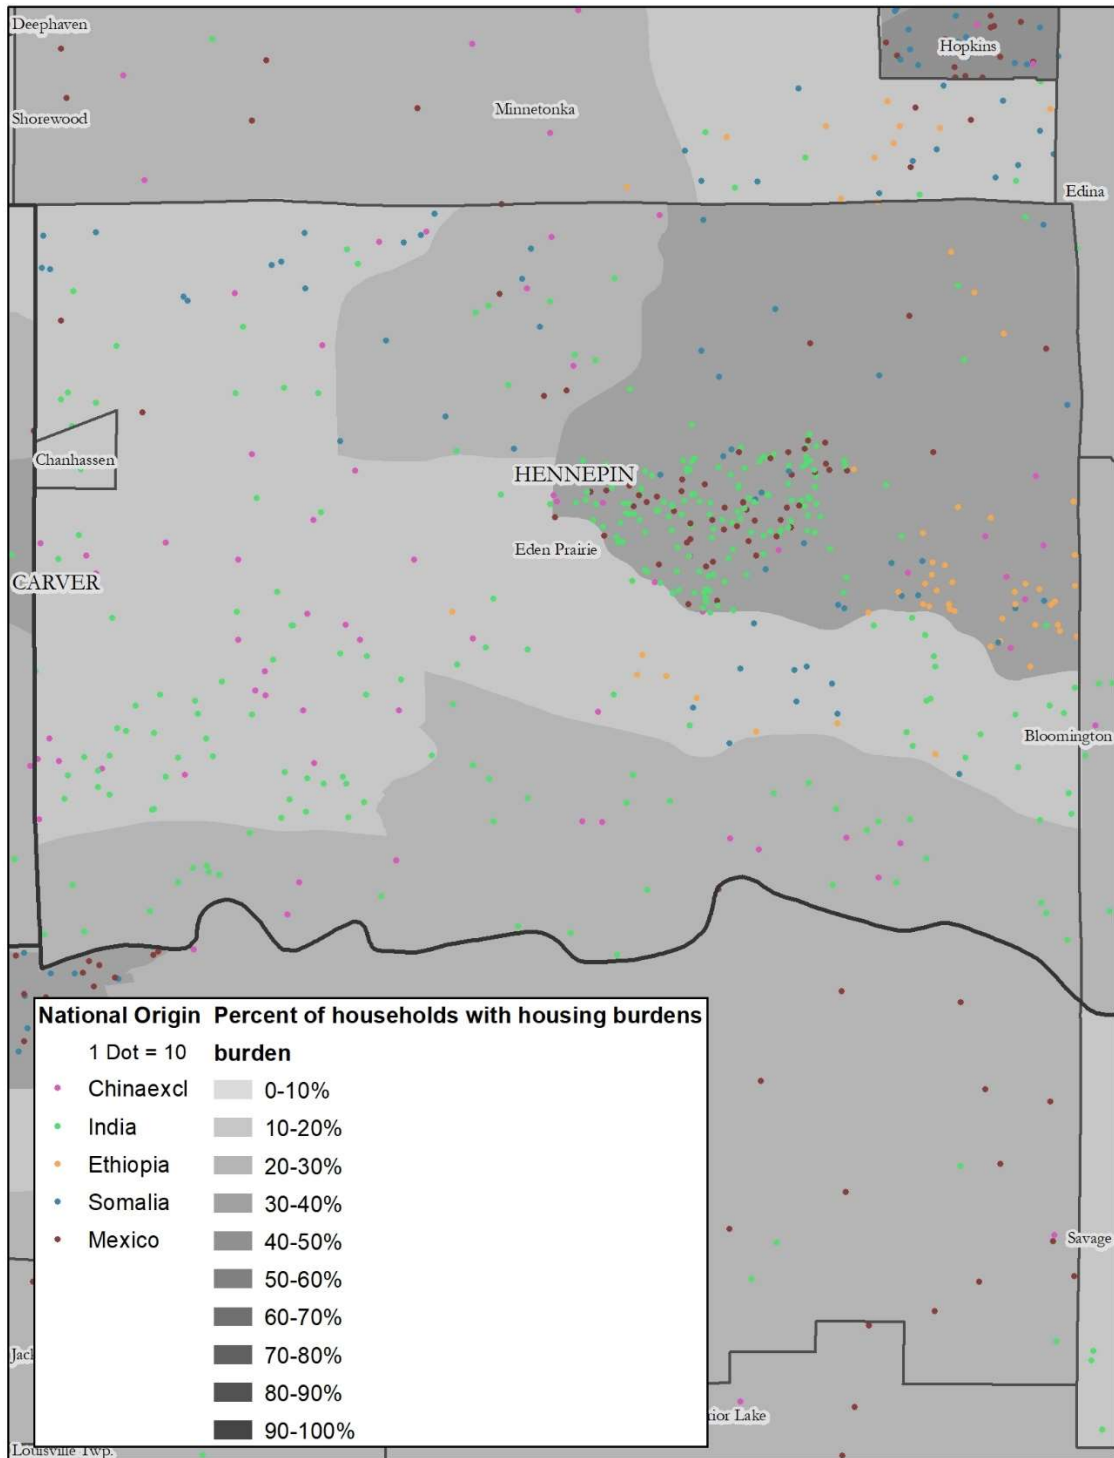 Deephaven
Hopkins
Minnetonka
Shorewood
Edina
Chanhassen
HENNEPIN
Eden Prairie
CARVER
Bloomington
National Origin Percent of households with housing burdens
1 Dot = 10 burden
Chinaexcl 0-10%
India 10-20%
Ethiopia 20-30%
Somalia 30-40%
Mexico 40-50%
50-60%
60-70%
70-80%
80-90%
90-100%
Savage
Jac
rior Lake
Louisville Twp.